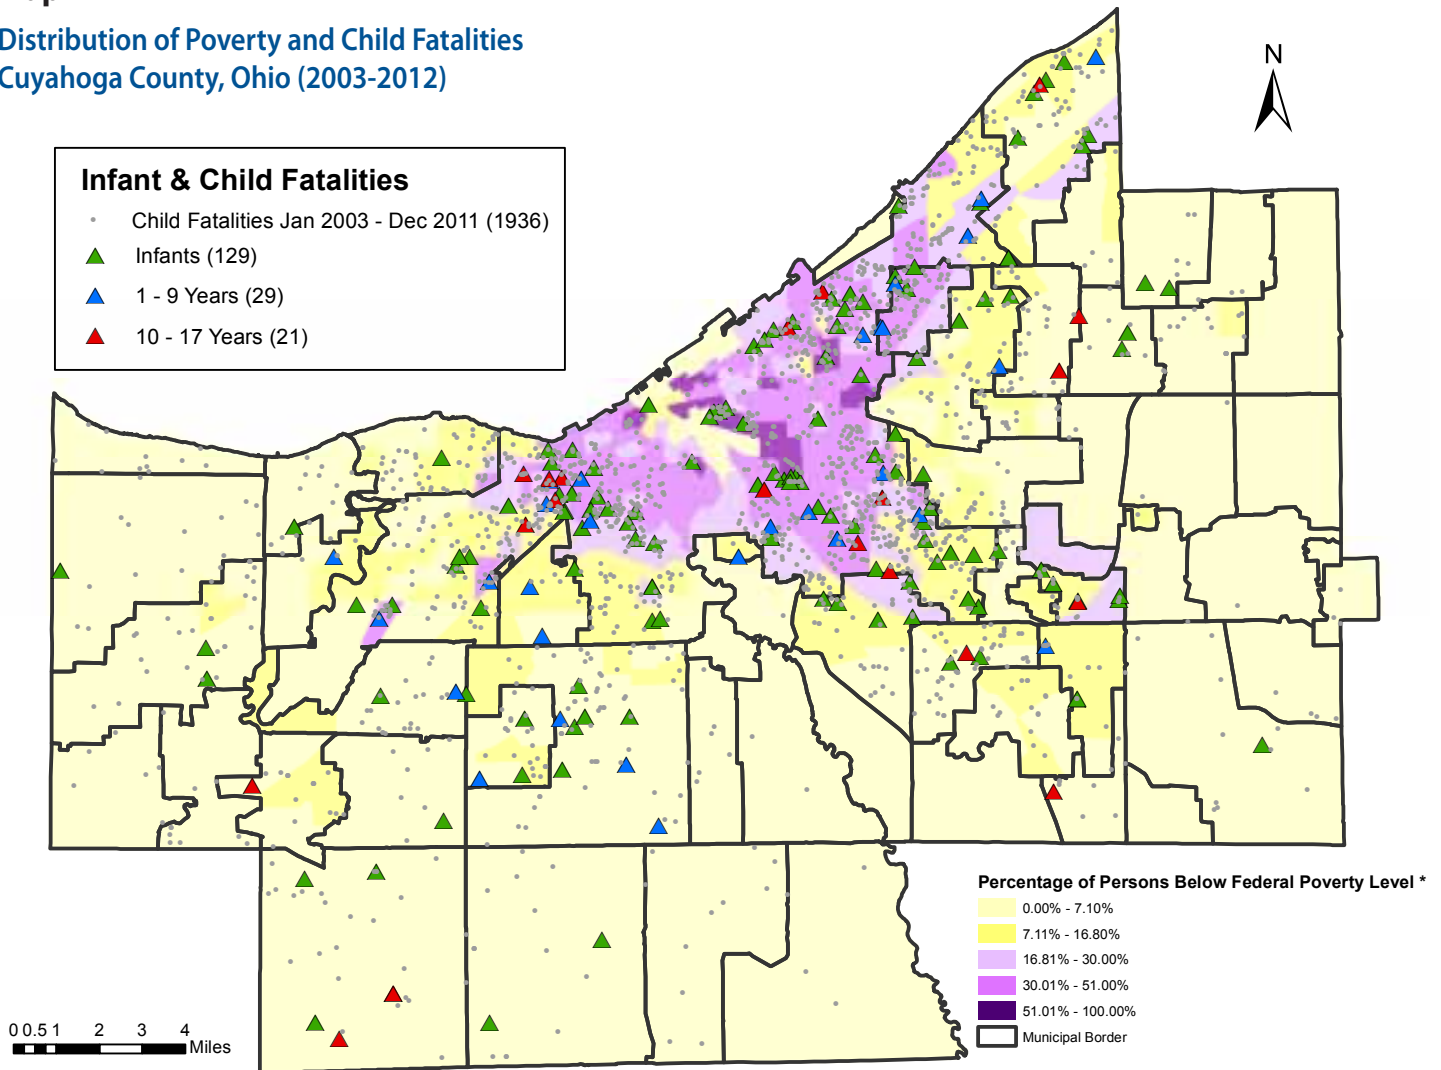 Distribution of Poverty and Child Fatalities
Cuyahoga County, Ohio (2003-2012)
N
Infant & Child Fatalities
Child Fatalities Jan 2003 - Dec 2011 (1936)
Infants (129)
1 - 9 Years (29)
10 - 17 Years (21)
Percentage of Persons Below Federal Poverty Level *
0.00% - 7.10%
7.11% - 16.80%
16.81% - 30.00%
30.01% - 51.00%
51.01% - 100.00%
Municipal Border
0 0.5 1 2 3 4
Miles